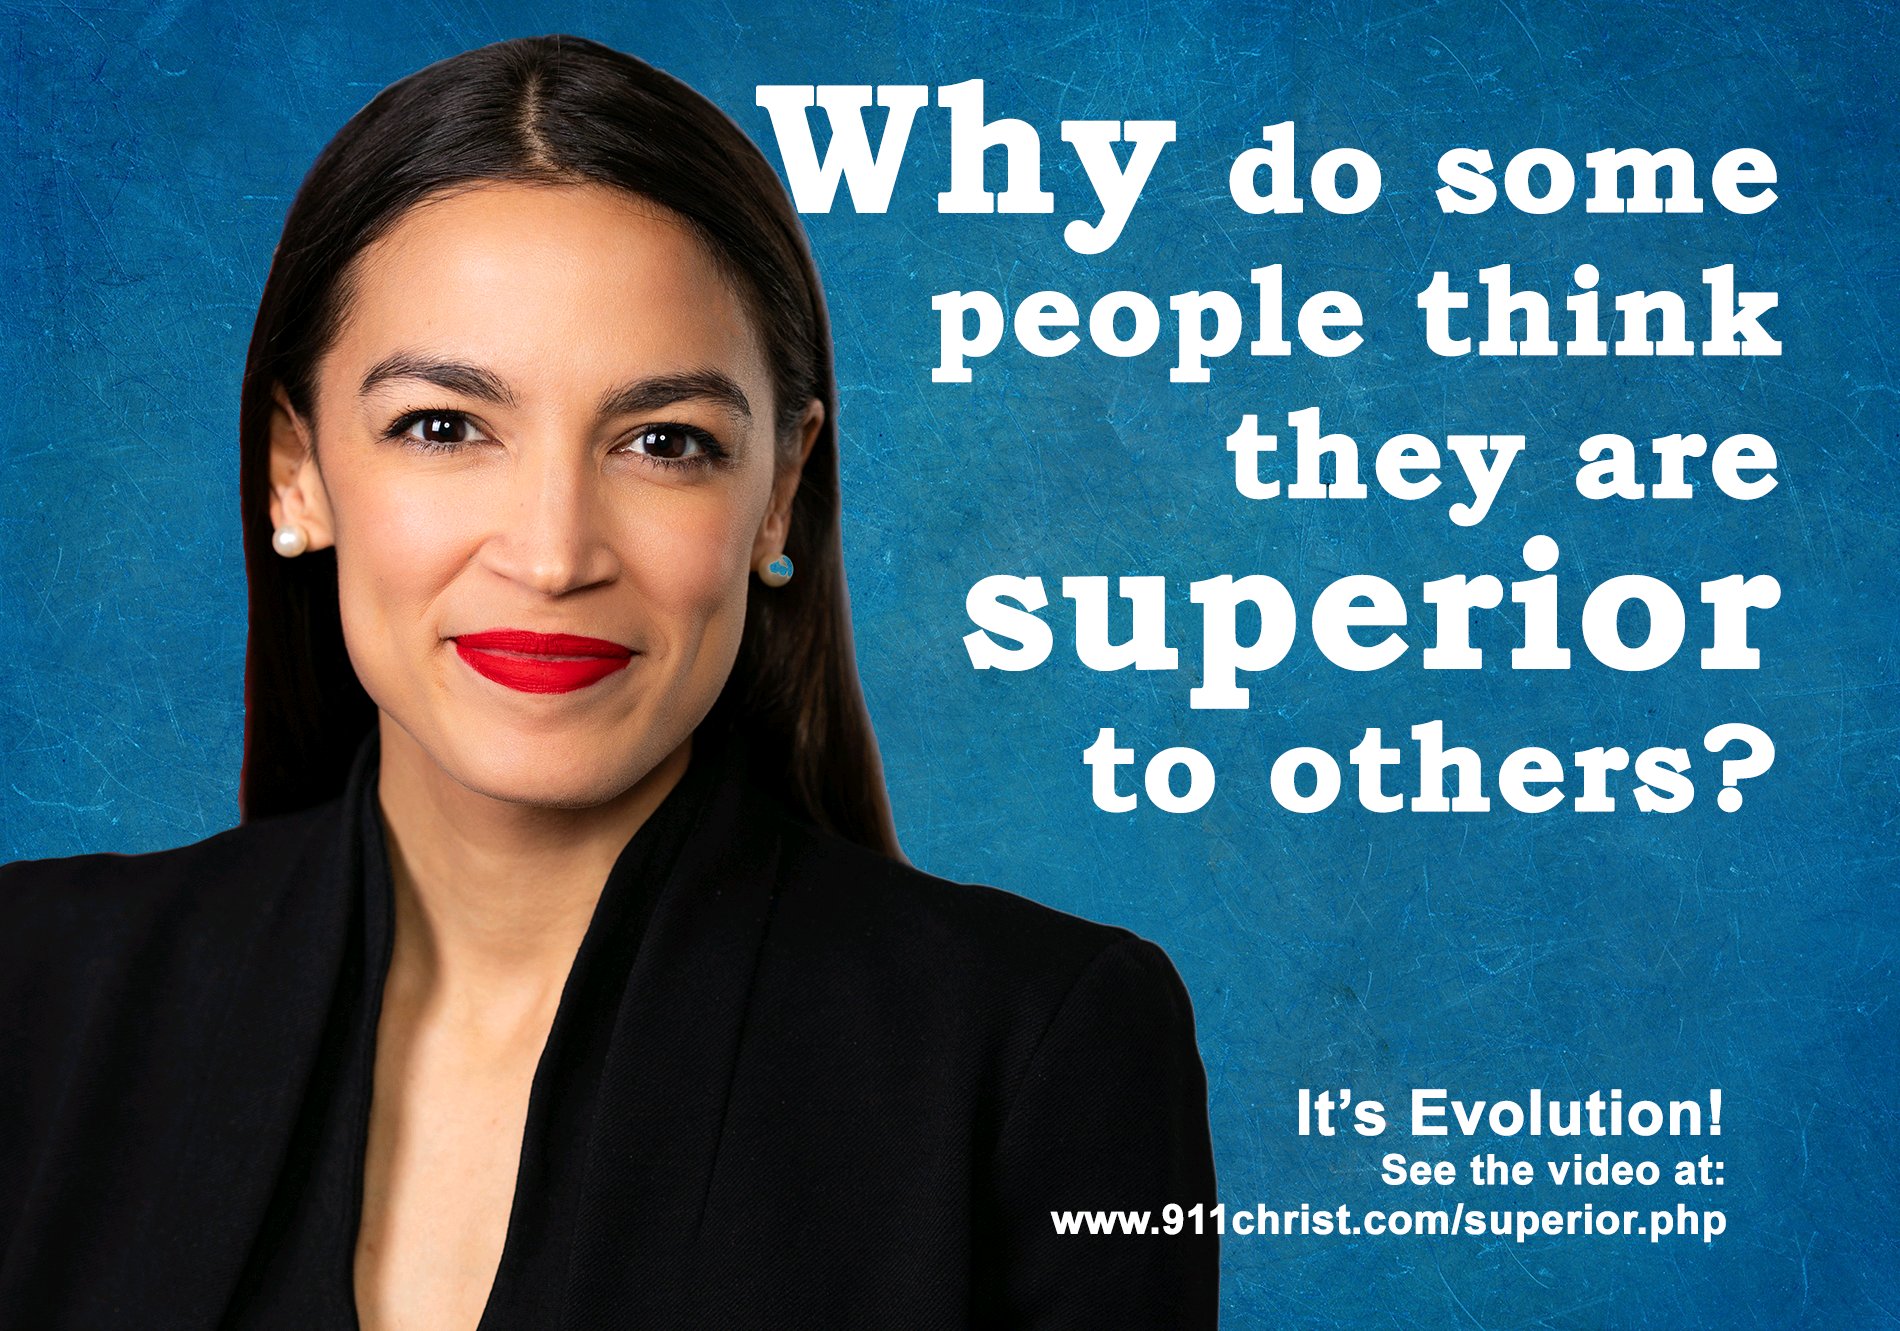 Why do some
people think
they are
superior
to others?
It’s Evolution!
See the video at:
www.911christ.com/superior.php